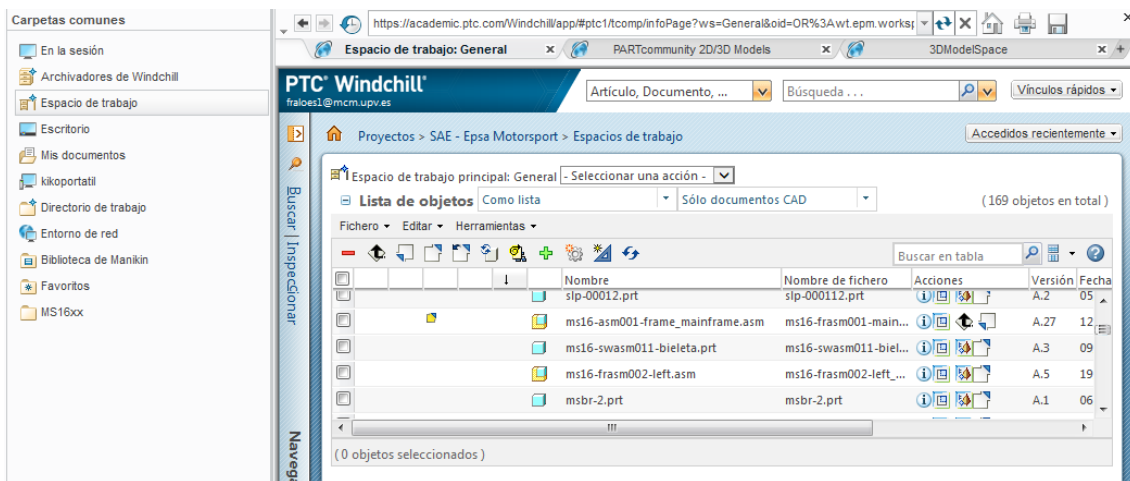 Carpetas comunes
En la sesión
Archivadores de Windchill
Espacio de trabajo
Escritorio
Mis documentos
kikoportatil
Directorio de trabajo
Entorno de red
Biblioteca de Manikin
Favoritos
MS16xx
https://academic.ptc.com/Windchill/app/#ptc1/tcomp/infoPage?ws=General&oid=OR%3Awt.epm.works
Espacio de trabajo: General x PARTcommunity 2D/3D Models x 3DModelSpace x +
PTC® Windchill®
fraloes1@mcm.upv.es
Artículo, Documento, ... Búsqueda . . . Vínculos rápidos
Proyectos > SAE - Epsa Motorsport > Espacios de trabajo Accedidos recientemente
Buscar | Inspeccionar
Navega
Espacio de trabajo principal: General - Seleccionar una acción -
Lista de objetos Como lista Sólo documentos CAD (169 objetos en total)
Fichero Editar Herramientas
Buscar en tabla
Nombre Nombre de fichero Acciones Versión Fecha
slp-00012.prt slp-000112.prt A.2 05
ms16-asm001-frame_mainframe.asm ms16-frasm001-main... A.27 12
ms16-swasm011-bieleta.prt ms16-swasm011-biel... A.3 09
ms16-frasm002-left.asm ms16-frasm002-left_... A.5 19
msbr-2.prt msbr-2.prt A.1 06
(0 objetos seleccionados)